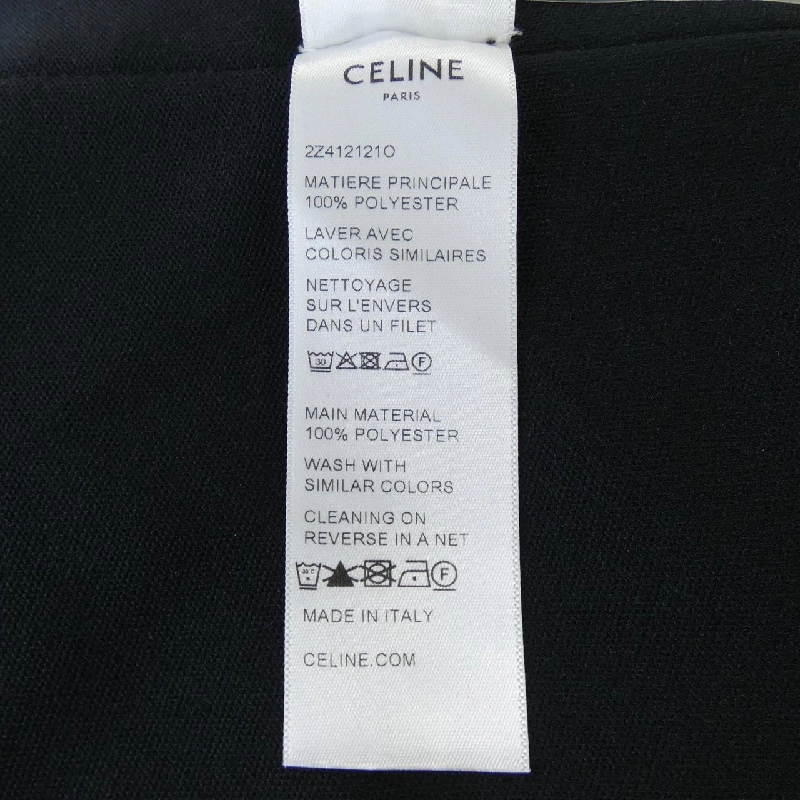 CELINE
PARIS
2Z412121O
MATIERE PRINCIPALE
100% POLYESTER
LAVER AVEC
COLORIS SIMILAIRES
NETTOYAGE
SUR L'ENVERS
DANS UN FILET
30 F
MAIN MATERIAL
100% POLYESTER
WASH WITH
SIMILAR COLORS
CLEANING ON
REVERSE IN A NET
F
MADE IN ITALY
CELINE.COM